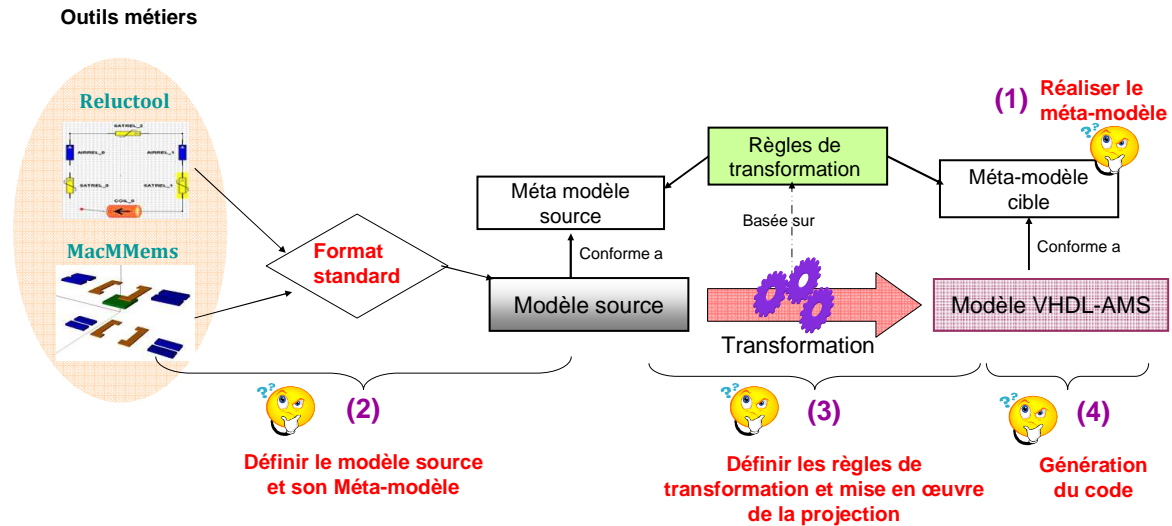 Outils métiers
Reluctool
SATREL_2
AIRREL_0
AIRREL_1
SATREL_3
SATREL_1
COIL_0
MacMMems
Format
standard
Méta modèle
source
Conforme a
Modèle source
Règles de
transformation
Basée sur
Transformation
(1)
Réaliser le
méta-modèle
??
Méta-modèle
cible
Conforme a
Modèle VHDL-AMS
??
(2)
Définir le modèle source
et son Méta-modèle
??
(3)
Définir les règles de
transformation et mise en œuvre
de la projection
??
(4)
Génération
du code